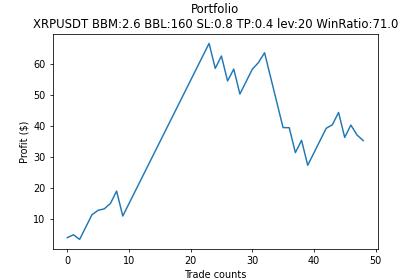 Portfolio
XRPUSDT BBM:2.6 BBL:160 SL:0.8 TP:0.4 lev:20 WinRatio:71.0
60
50
40
30
20
10
Profit ($)
0 10 20 30 40 50
Trade counts